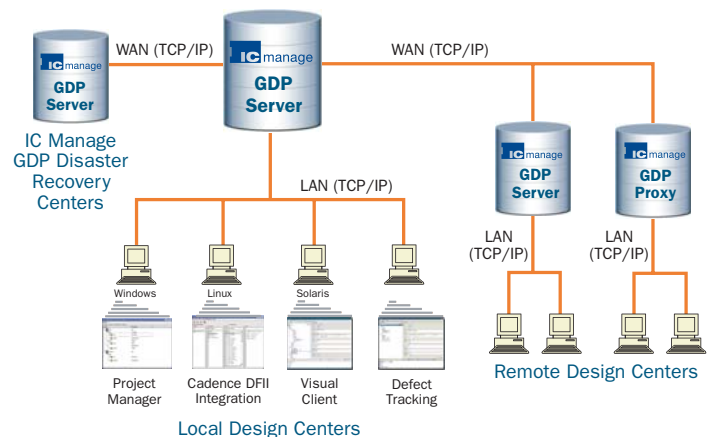 WAN (TCP/IP)
WAN (TCP/IP)
IC manage
GDP
Server
IC manage
GDP
Server
IC Manage
GDP Disaster
Recovery
Centers
IC manage
GDP
Server
IC manage
GDP
Proxy
LAN (TCP/IP)
LAN
(TCP/IP)
LAN
(TCP/IP)
Windows
Linux
Solaris
Project
Manager
Cadence DFII
Integration
Visual
Client
Defect
Tracking
Remote Design Centers
Local Design Centers